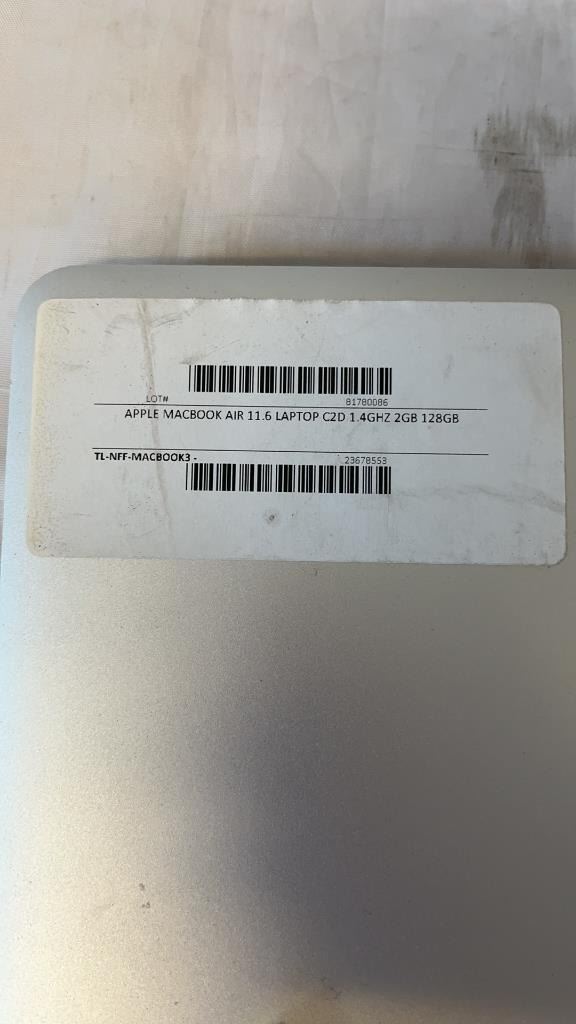 LOT# 81780086
APPLE MACBOOK AIR 11.6 LAPTOP C2D 1.4GHZ 2GB 128GB
TL-NFF-MACBOOK3 - 23678553